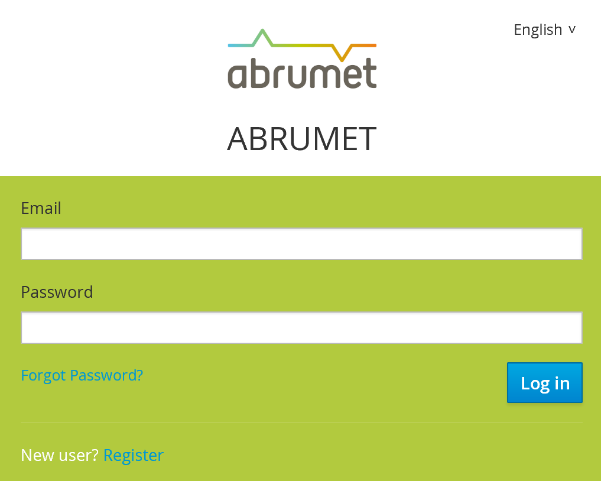 English
abrumet
ABRUMET
Email
Password
Forgot Password?
Log in
New user? Register